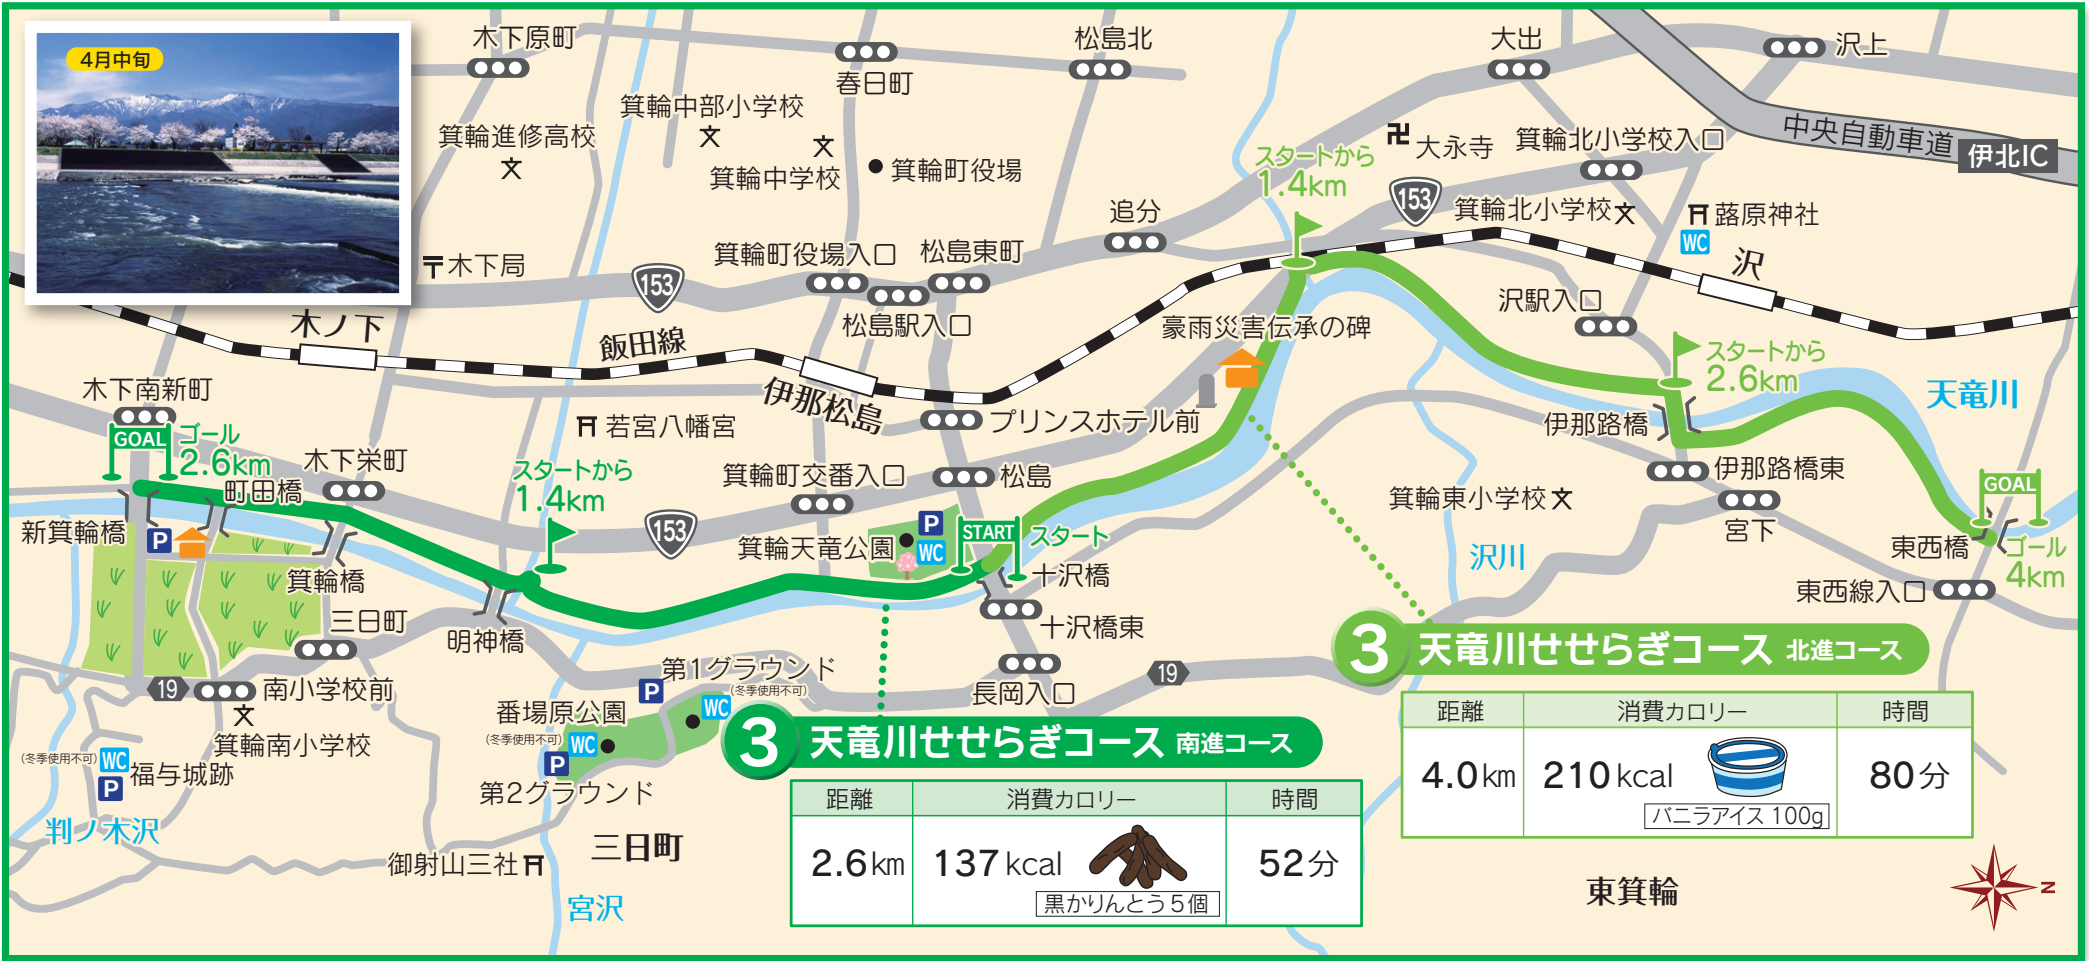 4月中旬
木下原町
春日町
松島北
大出
沢上
箕輪中部小学校
箕輪進修高校
箕輪中学校
箕輪町役場
スタートから
1.4km
大永寺
箕輪北小学校入口
中央自動車道
伊北IC
153
箕輪北小学校
蕗原神社
WC
追分
木下局
箕輪町役場入口
松島東町
153
沢
沢駅入口
松島駅入口
豪雨災害伝承の碑
木ノ下
飯田線
伊那松島
スタートから
2.6km
天竜川
木下南新町
GOAL
ゴール
2.6km
町田橋
木下栄町
若宮八幡宮
プリンスホテル前
伊那路橋
伊那路橋東
スタートから
1.4km
箕輪町交番入口
松島
箕輪東小学校
宮下
GOAL
ゴール
4km
東西橋
東西線入口
新箕輪橋
P
箕輪橋
153
箕輪天竜公園
P
WC
START
スタート
十沢橋
沢川
三日町
明神橋
十沢橋東
19
南小学校前
箕輪南小学校
第1グラウンド
(冬季使用不可)
P
WC
番場原公園
(冬季使用不可)
WC
P
第2グラウンド
長岡入口
19
(冬季使用不可)
WC
P
福与城跡
判ノ木沢
御射山三社
三日町
宮沢
3 天竜川せせらぎコース 南進コース
距離 消費カロリー 時間
2.6km 137kcal 52分
黒かりんとう5個
3 天竜川せせらぎコース 北進コース
距離 消費カロリー 時間
4.0km 210kcal 80分
バニラアイス 100g
東箕輪
N